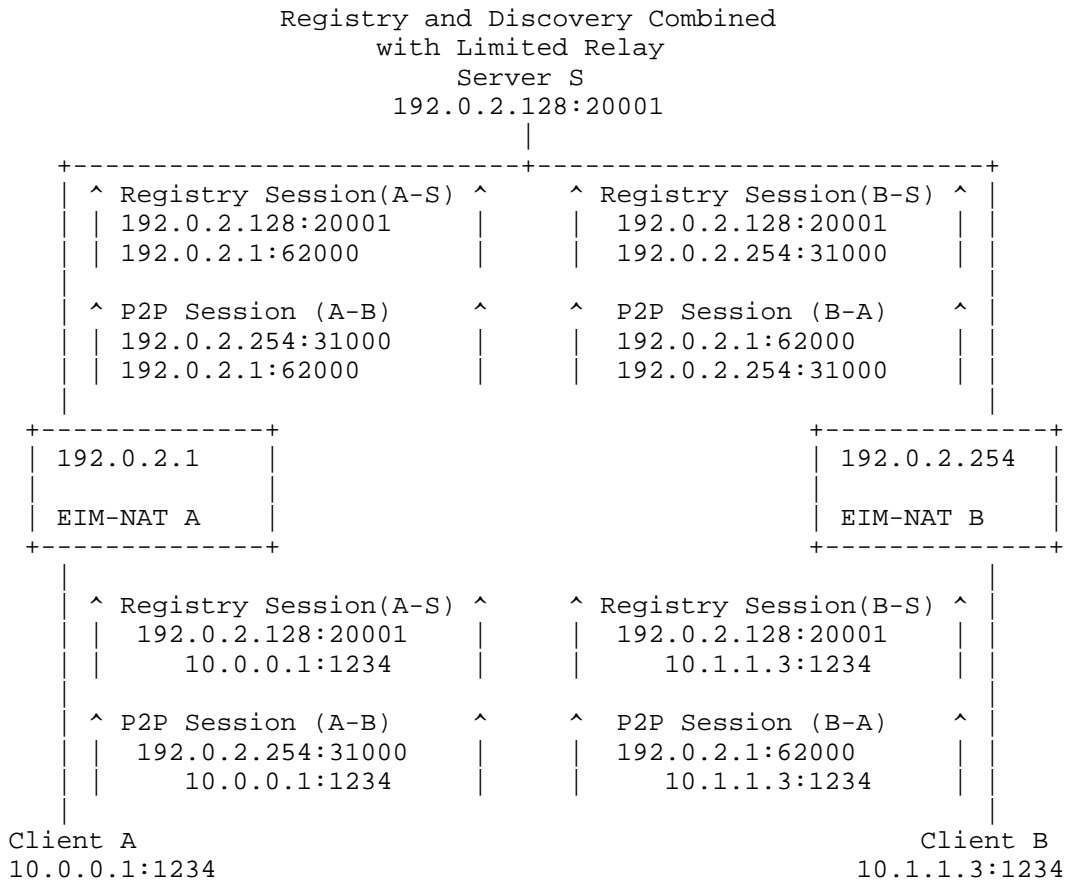 Registry and Discovery Combined
with Limited Relay
Server S
192.0.2.128:20001
|
+----------------------------+----------------------------+
| ^ Registry Session(A-S) ^     ^ Registry Session(B-S) ^ |
| | 192.0.2.128:20001     |     |  192.0.2.128:20001    | |
| | 192.0.2.1:62000       |     |  192.0.2.254:31000    | |
|                                                         |
| ^ P2P Session (A-B)     ^     ^  P2P Session (B-A)    ^ |
| | 192.0.2.254:31000     |     |  192.0.2.1:62000      | |
| | 192.0.2.1:62000       |     |  192.0.2.254:31000    | |
|                                                         |
+--------------+                                 +--------------+
| 192.0.2.1    |                                 | 192.0.2.254  |
|              |                                 |              |
| EIM-NAT A    |                                 | EIM-NAT B    |
+--------------+                                 +--------------+
|                                                         |
| ^ Registry Session(A-S) ^     ^ Registry Session(B-S) ^ |
| |  192.0.2.128:20001    |     |  192.0.2.128:20001    | |
| |     10.0.0.1:1234     |     |     10.1.1.3:1234     | |
|                                                         |
| ^ P2P Session (A-B)     ^     ^  P2P Session (B-A)    ^ |
| |  192.0.2.254:31000    |     |  192.0.2.1:62000      | |
| |     10.0.0.1:1234     |     |     10.1.1.3:1234     | |
|                                                         |
Client A                                                 Client B
10.0.0.1:1234                                        10.1.1.3:1234